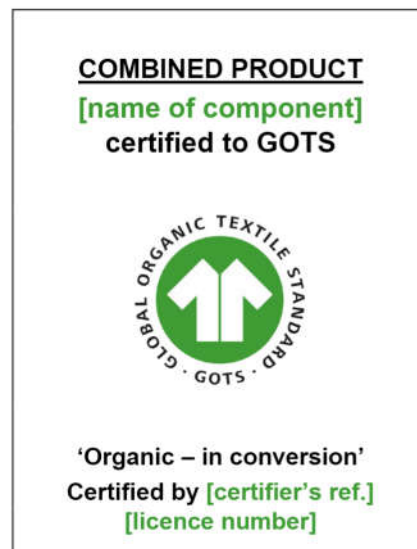 COMBINED PRODUCT
[name of component]
certified to GOTS
GLOBAL ORGANIC TEXTILE STANDARD · GOTS ·
‘Organic – in conversion’
Certified by [certifier’s ref.]
[licence number]